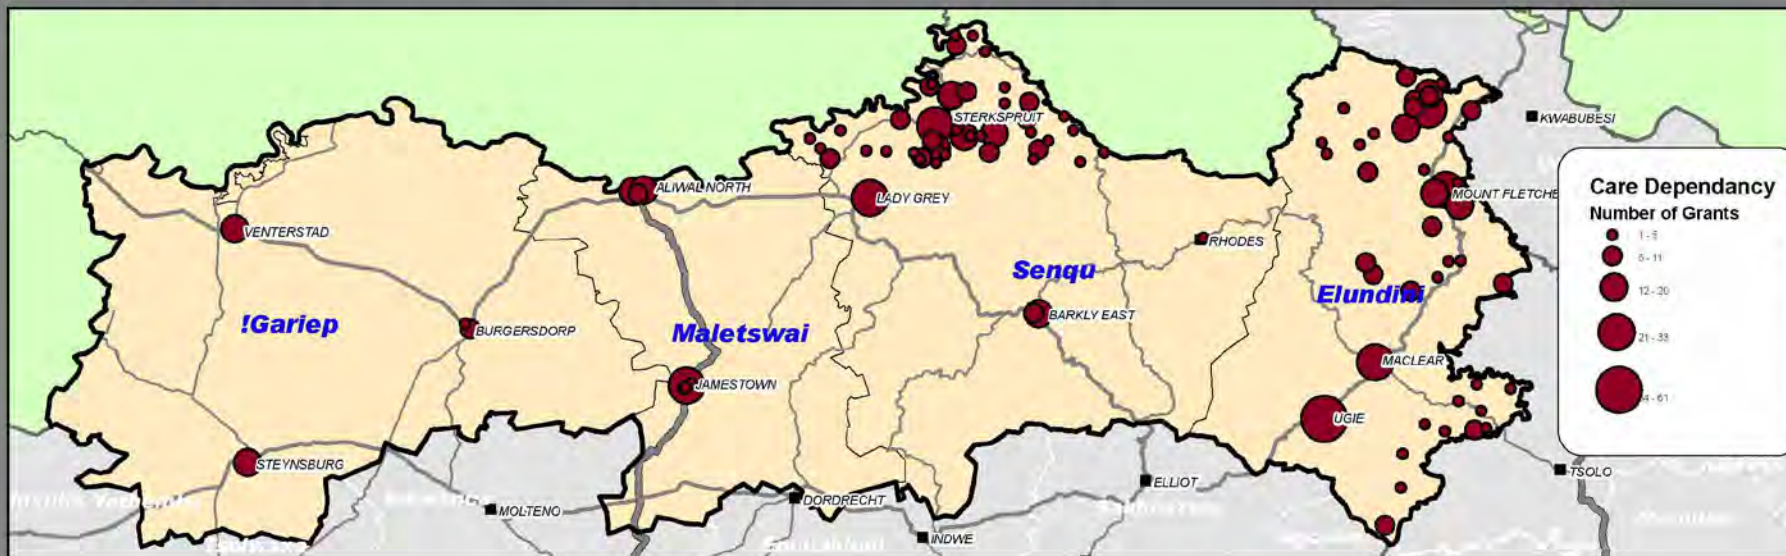 STERKSPRUIT
KWABUBESI
ALIWAL NORTH
LADY GREY
MOUNT FLETCHE
VENTERSTAD
RHODES
Senqu
Elundini
!Gariep
BURGERSDORP
Maletswai
BARKLY EAST
JAMESTOWN
MACLEAR
UGIE
STEYNSBURG
TSOLO
ELLIOT
MOLTENO
DORDRECHT
INDWE
Care Dependancy
Number of Grants
1 - 5
6 - 11
12 - 20
21 - 33
4 - 61